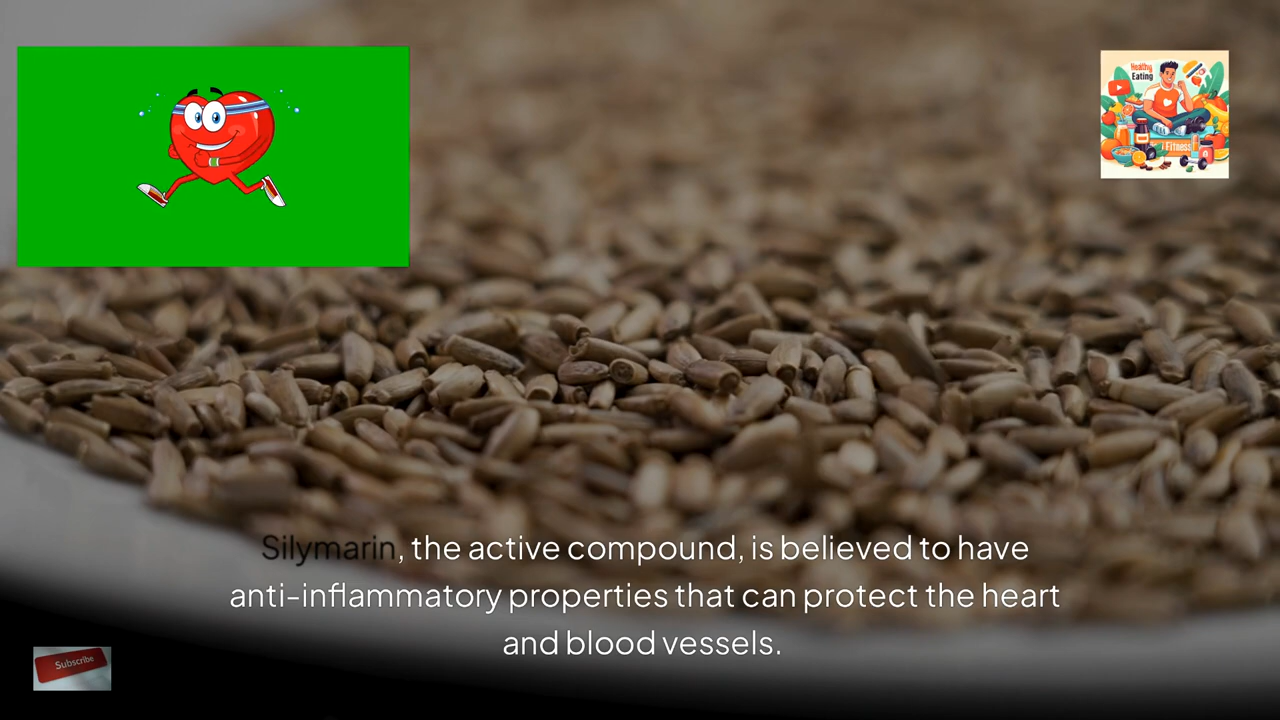 Healthy
Eating
Fitness
Silymarin, the active compound, is believed to have
anti-inflammatory properties that can protect the heart
and blood vessels.
Subscribe